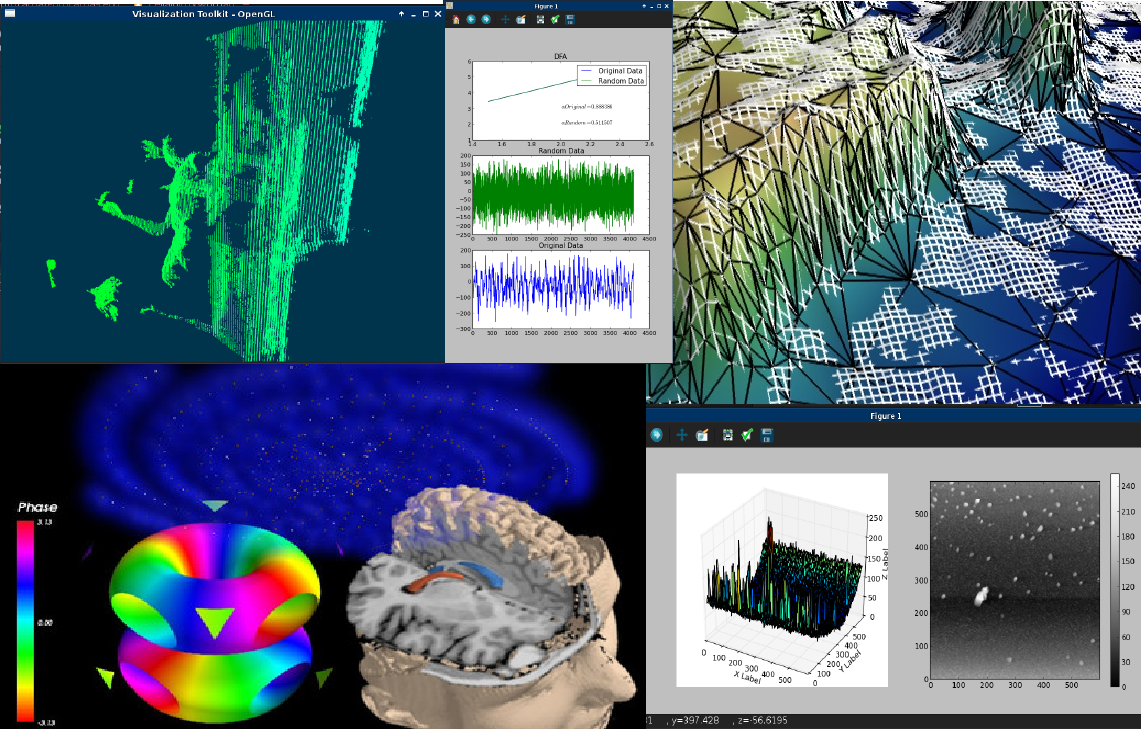 Visualization Toolkit - OpenGL
Figure 1
DFA
6
5
4
3
2
1
Original Data
Random Data
αOriginal=0.888386
αRandom=0.511507
1.4 1.6 1.8 2.0 2.2 2.4 2.6
Random Data
200
150
100
50
0
−50
−100
−150
−200
−250
0 500 1000 1500 2000 2500 3000 3500 4000 4500
Original Data
200
100
0
−100
−200
−300
0 500 1000 1500 2000 2500 3000 3500 4000 4500
Phase
3.13
-3.13
Figure 1
250
200
150
100
50
0
Z Label
0 100 200 300 400 500
X Label
0
100
200
300
400
500
Y Label
500
400
300
200
100
0
0 100 200 300 400 500
240
210
180
150
120
90
60
30
0
, y=397.428 , z=-56.6195